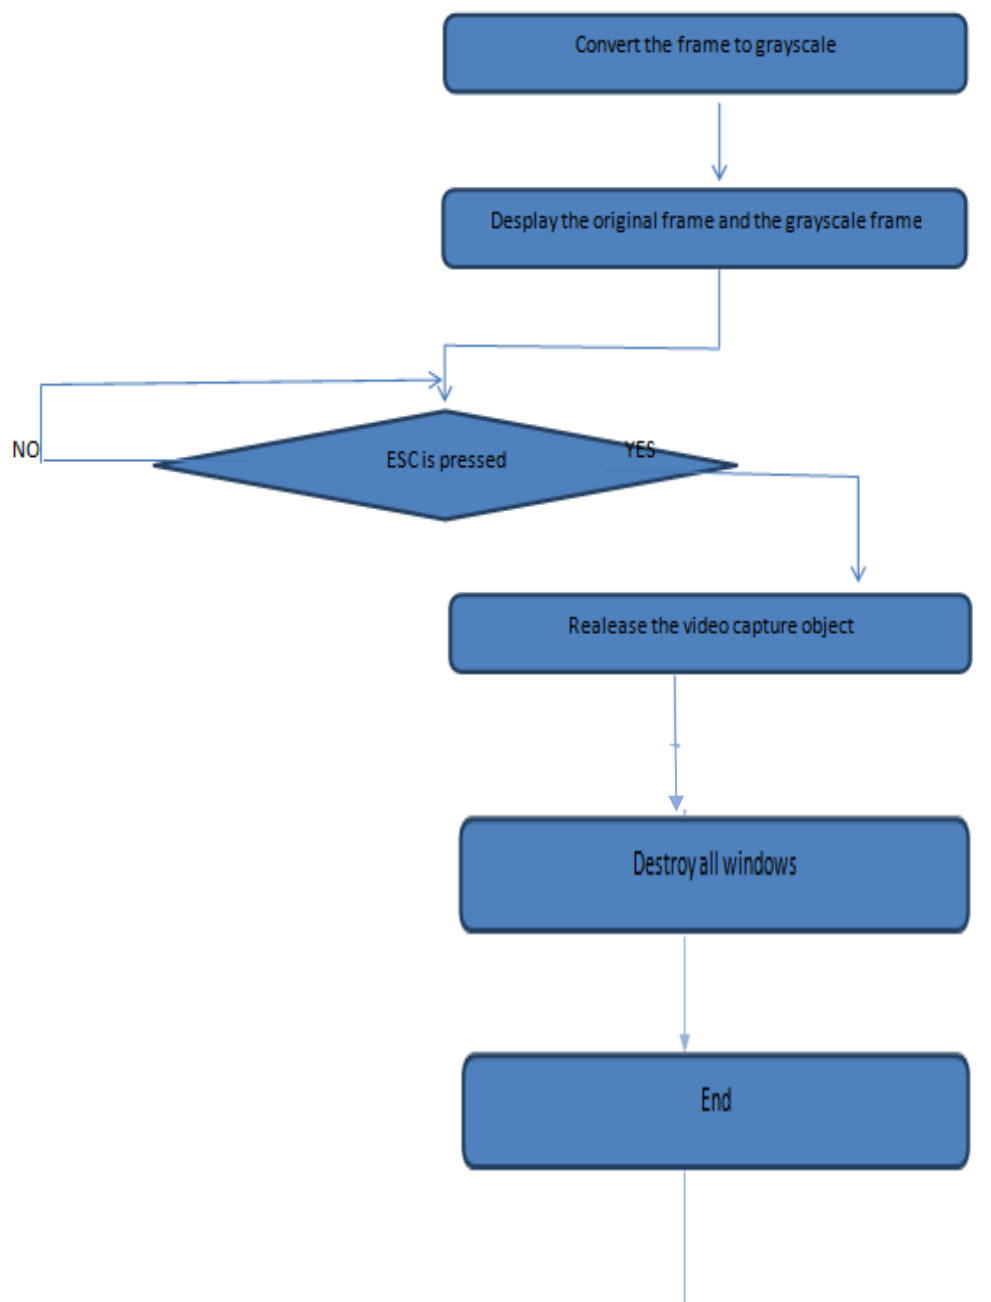 Convert the frame to grayscale
Desplay the original frame and the grayscale frame
NO
ESC is pressed
YES
Realease the video capture object
Destroy all windows
End